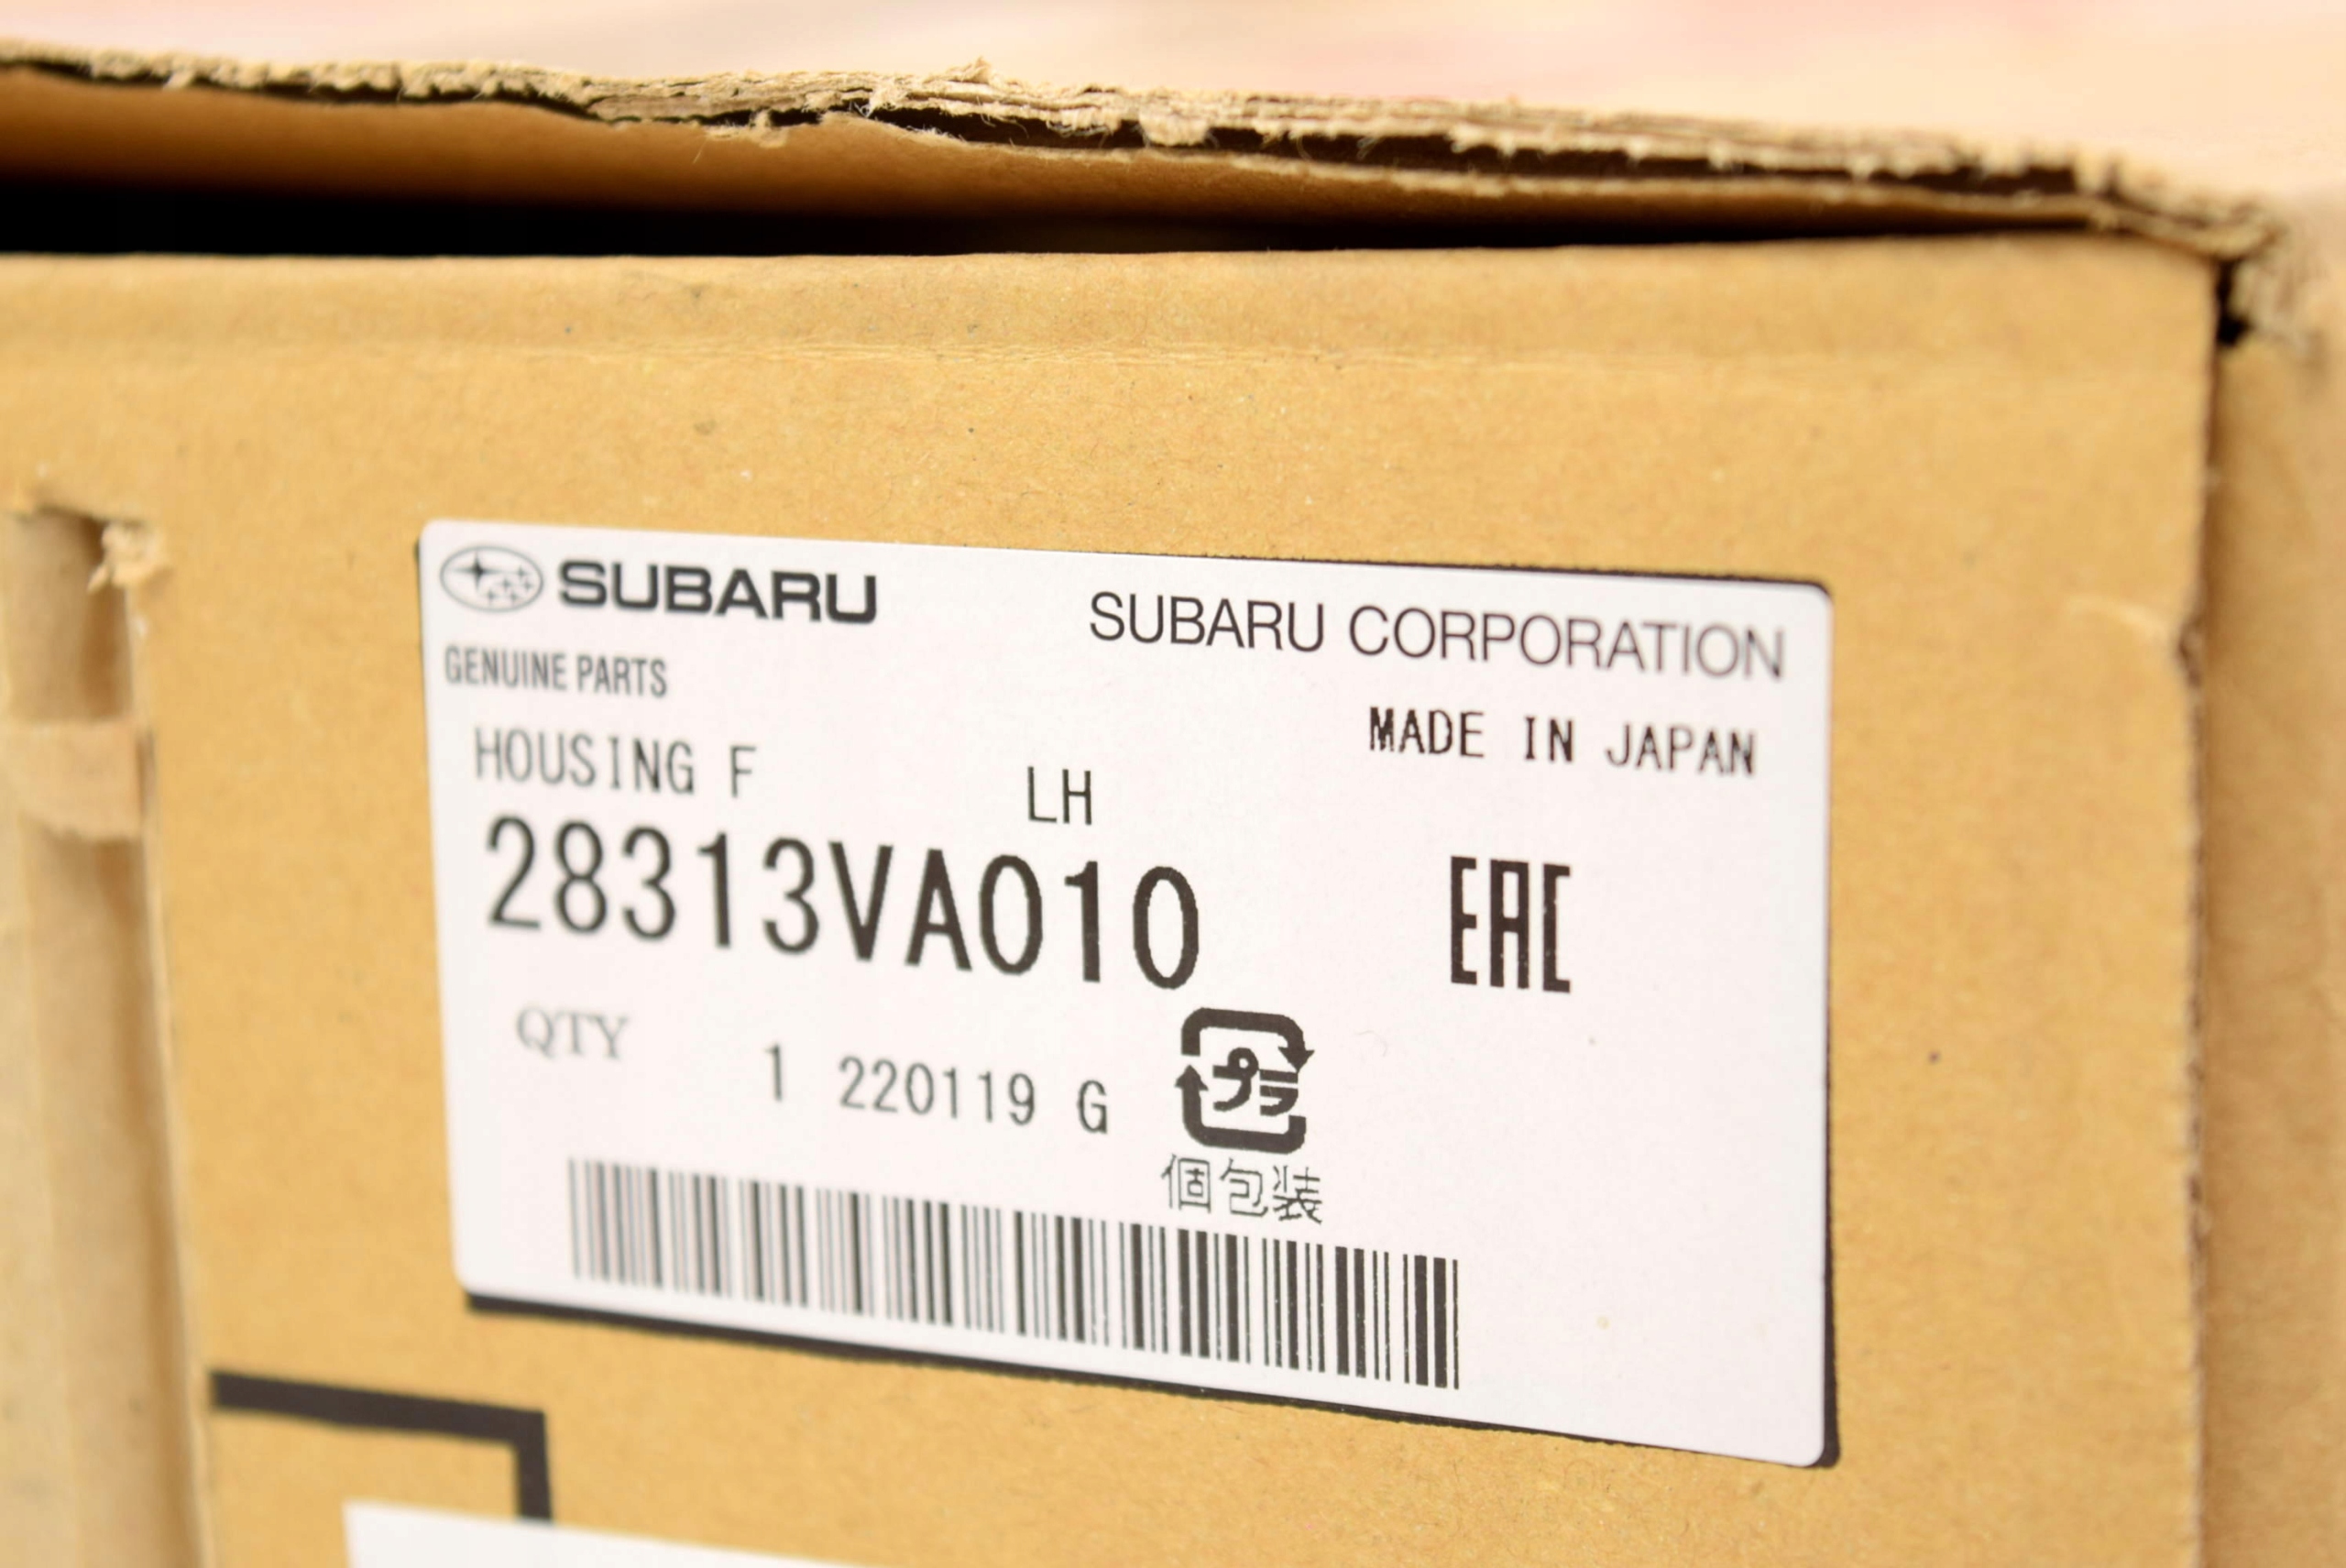 SUBARU
SUBARU CORPORATION
GENUINE PARTS
MADE IN JAPAN
HOUSING F LH
28313VA010
EAC
QTY 1 220119 G
プラ
個包装